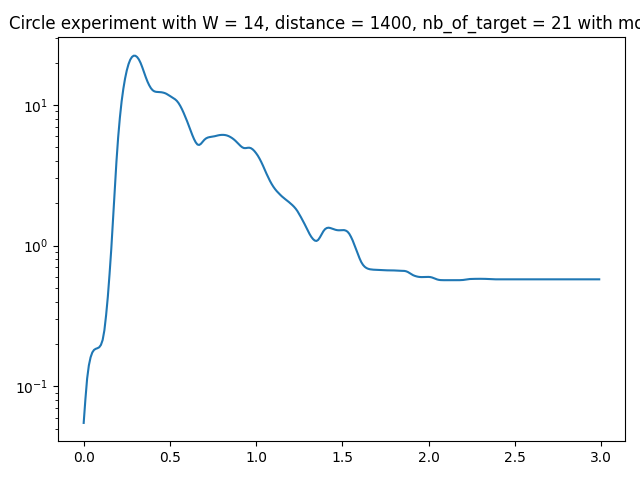 Circle experiment with W = 14, distance = 1400, nb_of_target = 21 with
10¹
10⁰
10⁻¹
0.0 0.5 1.0 1.5 2.0 2.5 3.0